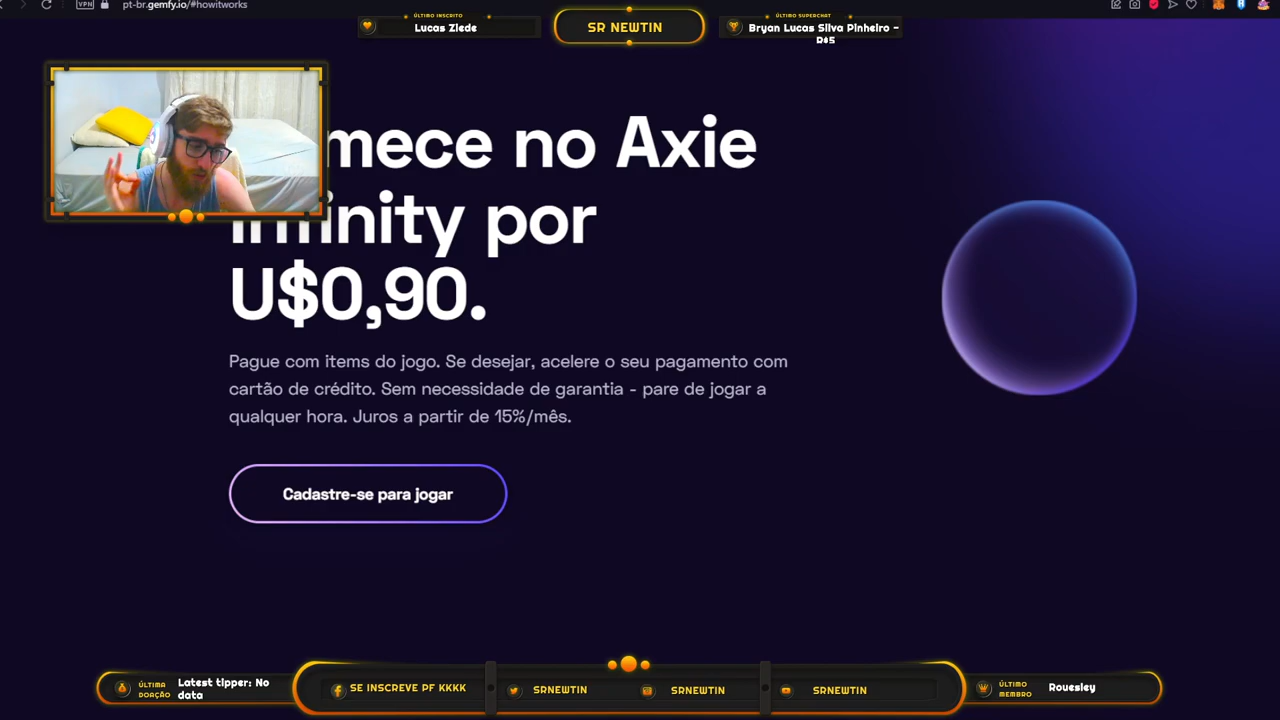 VPN
pt-br.gemfy.io/#howitworks
ÚLTIMO INSCRITO
Lucas Ziede
SR NEWTIN
ÚLTIMO SUPERCHAT
Bryan Lucas Silva Pinheiro -
R$5
mece no Axie
Infinity por
U$0,90.
Pague com items do jogo. Se desejar, acelere o seu pagamento com
cartão de crédito. Sem necessidade de garantia - pare de jogar a
qualquer hora. Juros a partir de 15%/mês.
Cadastre-se para jogar
ÚLTIMA
DOAÇÃO
Latest tipper: No
data
SE INSCREVE PF KKKK
SRNEWTIN
SRNEWTIN
SRNEWTIN
ÚLTIMO
MEMBRO
Rouesley